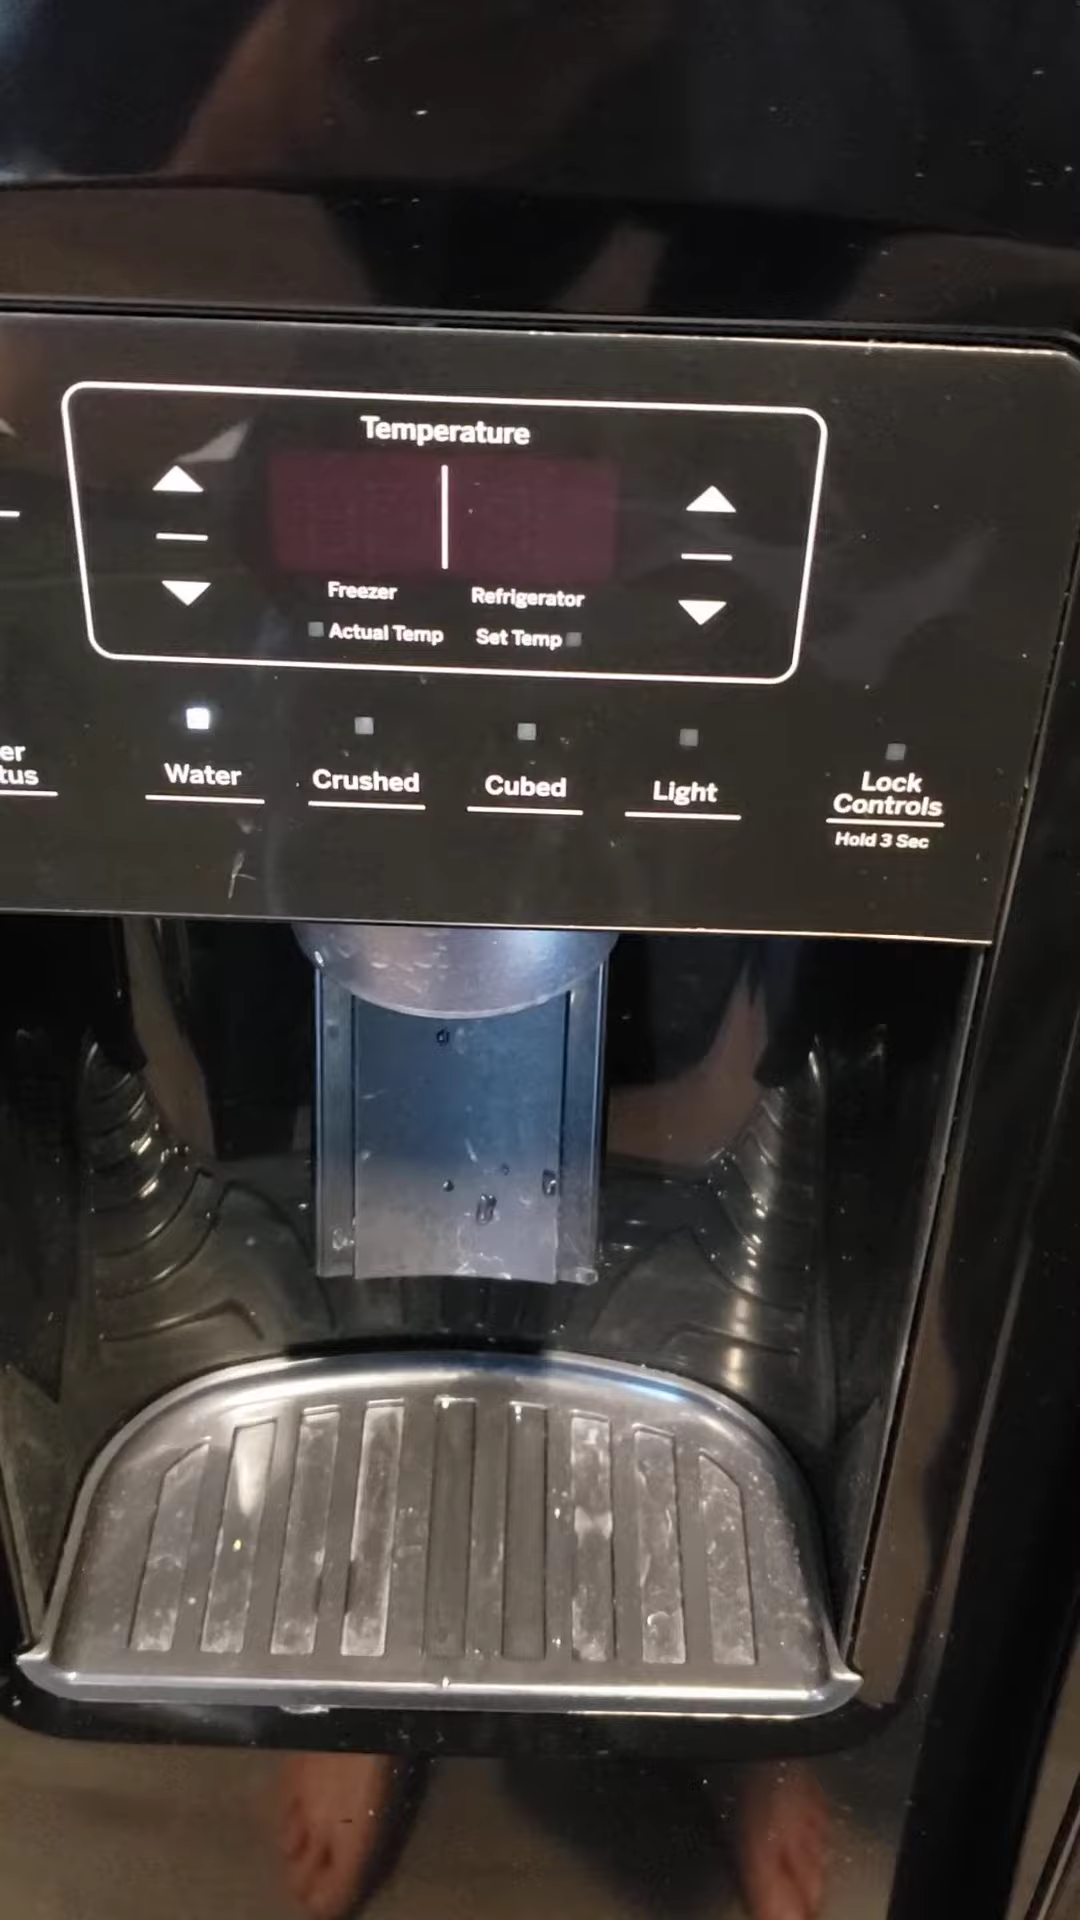 Temperature
Freezer Refrigerator
Actual Temp Set Temp
Water Crushed Cubed Light Lock
Controls
Hold 3 Sec